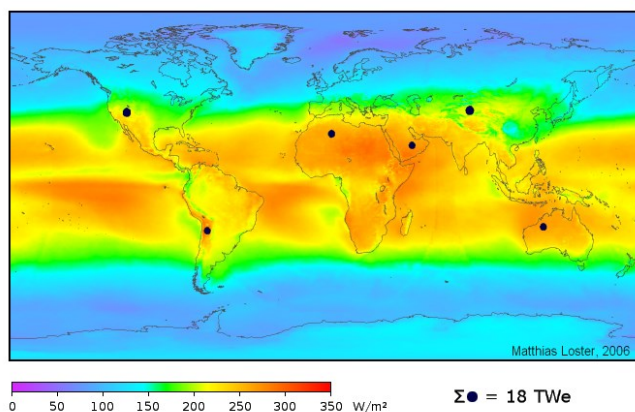 Matthias Loster, 2006
0 50 100 150 200 250 300 350 W/m²
Σ● = 18 TWe